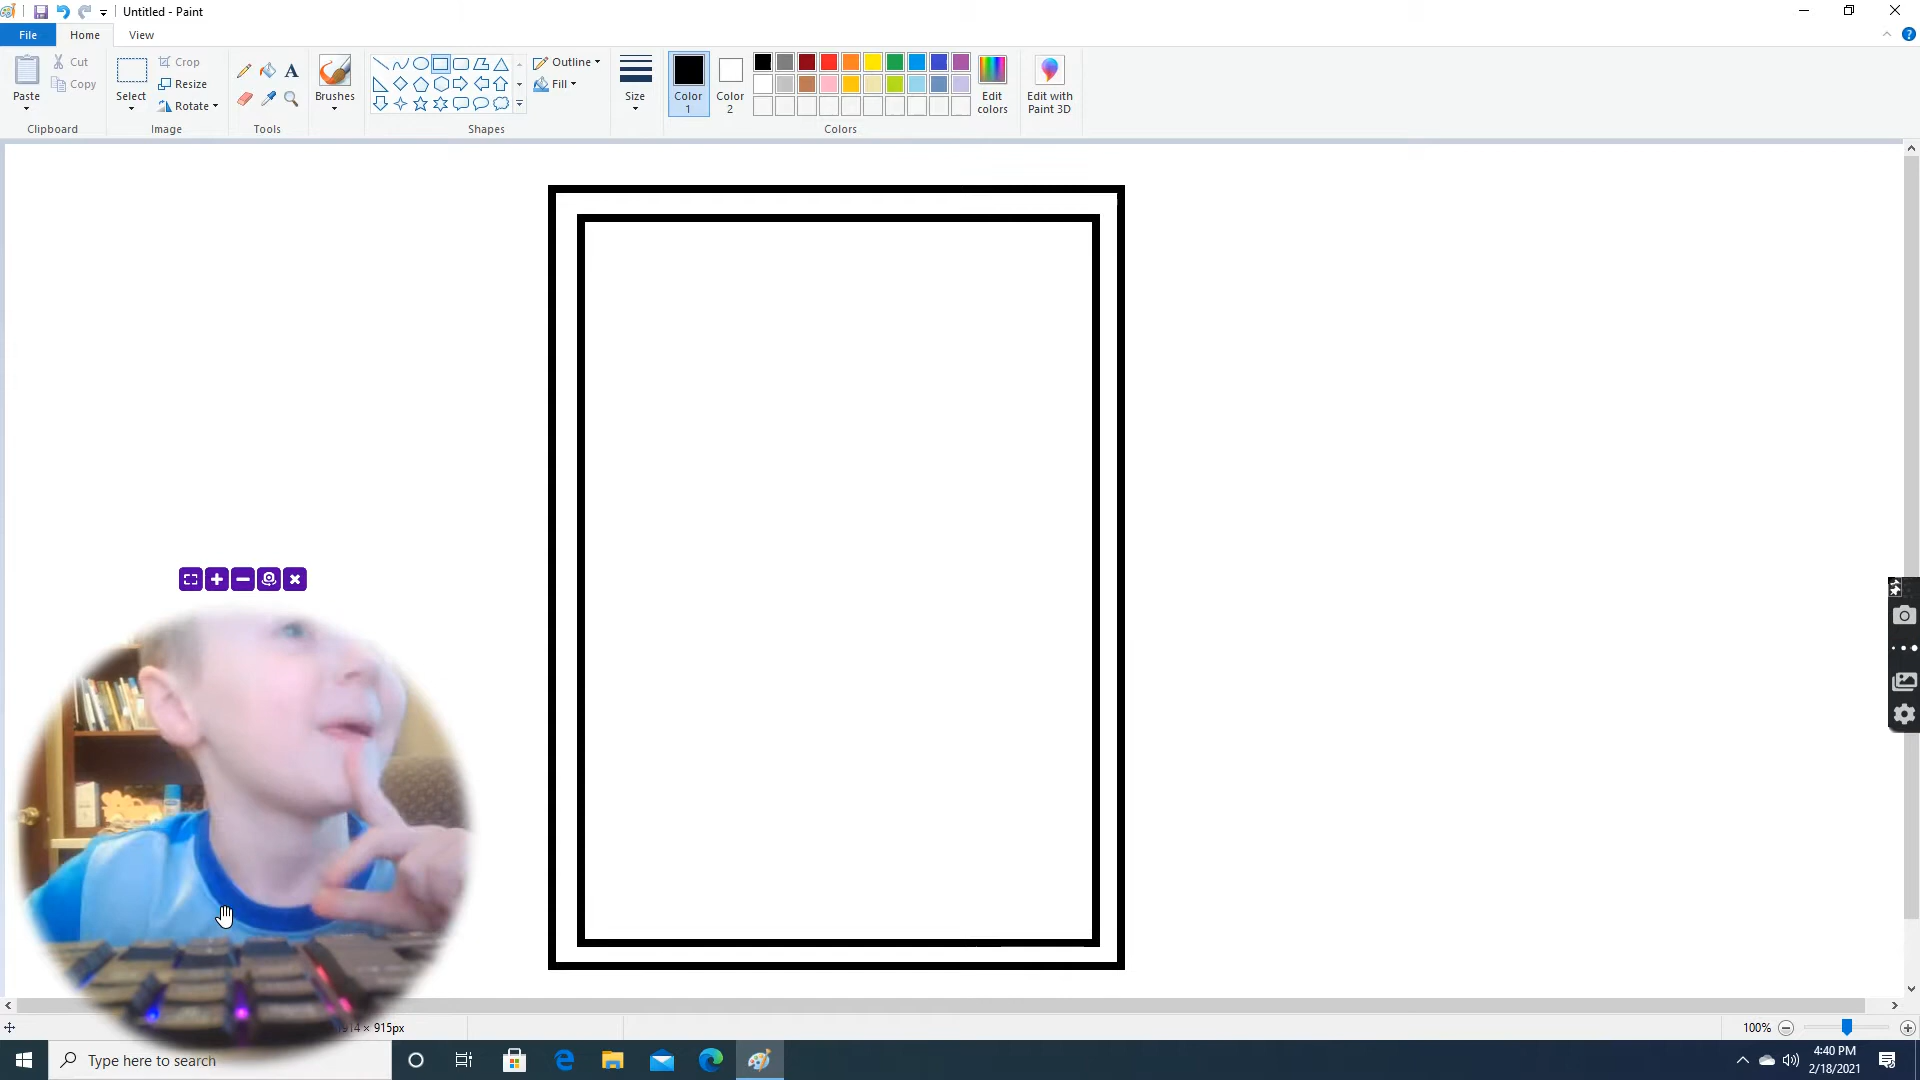 Untitled - Paint
File
Home
View
Paste
Cut
Copy
Clipboard
Select
Crop
Resize
Rotate
Image
Tools
Brushes
Outline
Fill
Shapes
Size
Color
1
Color
2
Edit
colors
Colors
Edit with
Paint 3D
× 915px
100%
Type here to search
4:40 PM
2/18/2021